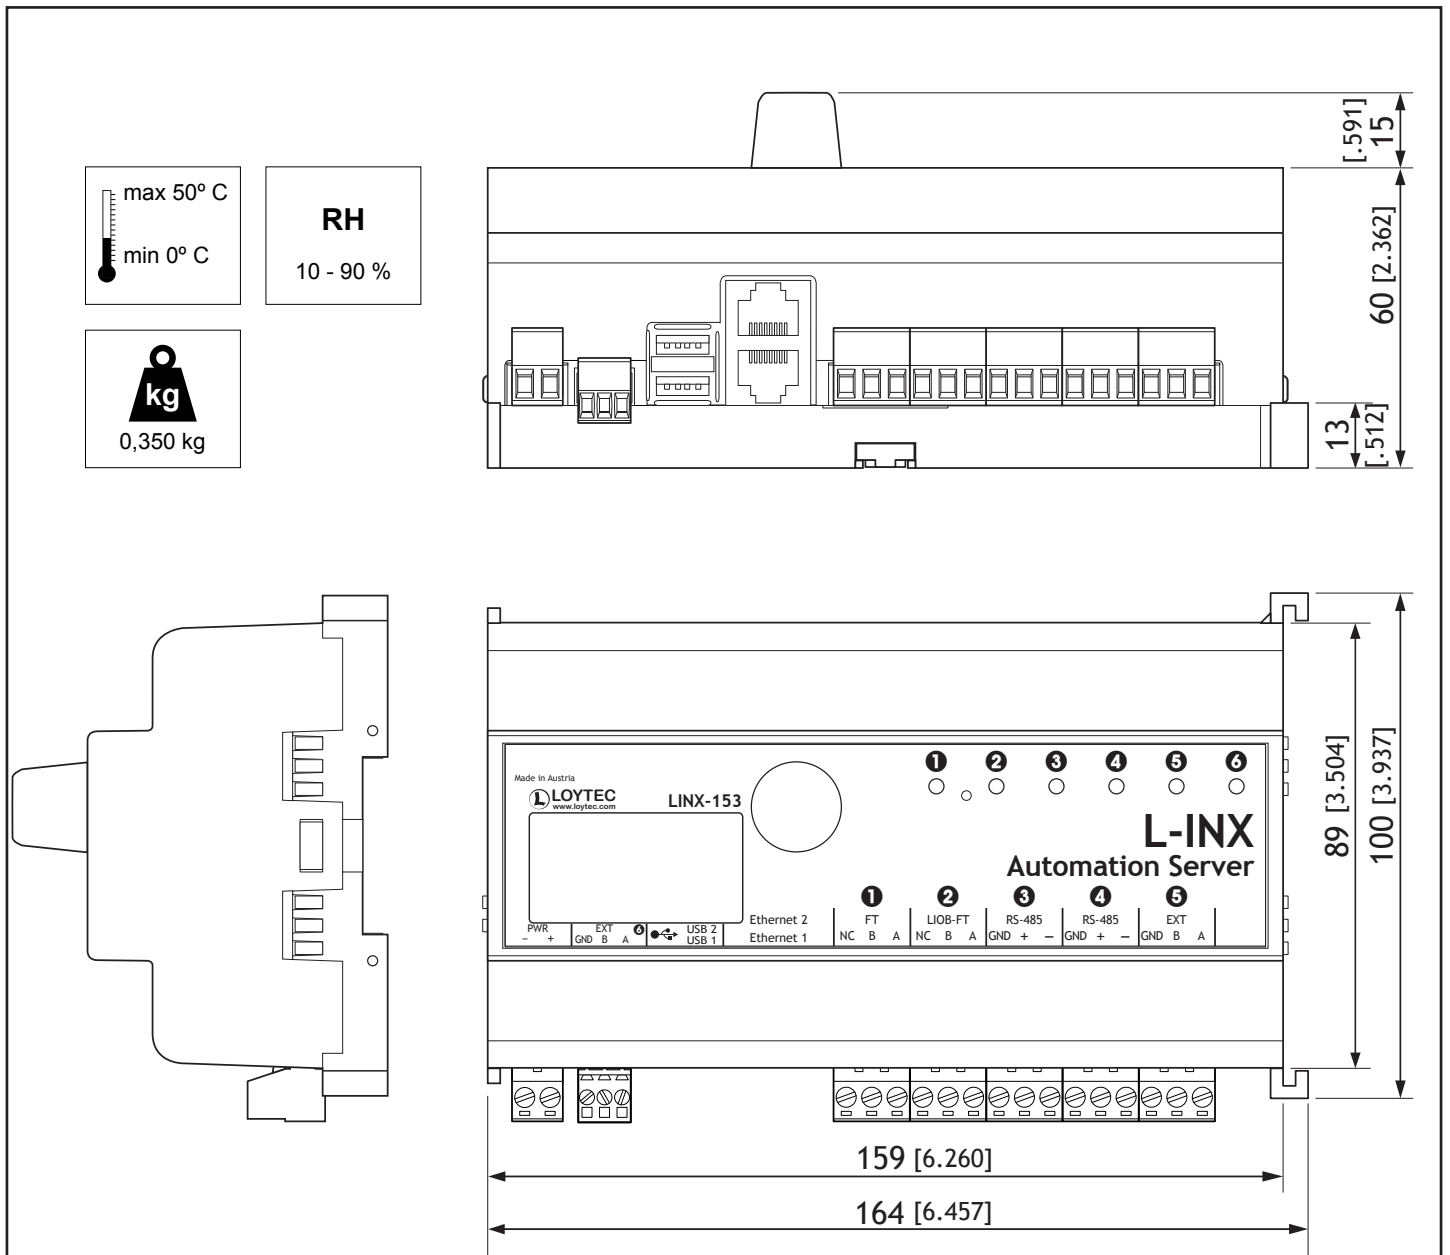 max 50º C
min 0º C
RH
10 - 90 %
kg
0,350 kg
15
[.591]
60 [2.362]
13
[.512]
Made in Austria
LOYTEC
www.loytec.com
LINX-153
❶ ❷ ❸ ❹ ❺ ❻
L-INX
Automation Server
❶ ❷ ❸ ❹ ❺
PWR
– +
EXT ❻
GND B A
USB 2
USB 1
Ethernet 2
Ethernet 1
FT
NC B A
LIOB-FT
NC B A
RS-485
GND + –
RS-485
GND + –
EXT
GND B A
89 [3.504]
100 [3.937]
159 [6.260]
164 [6.457]